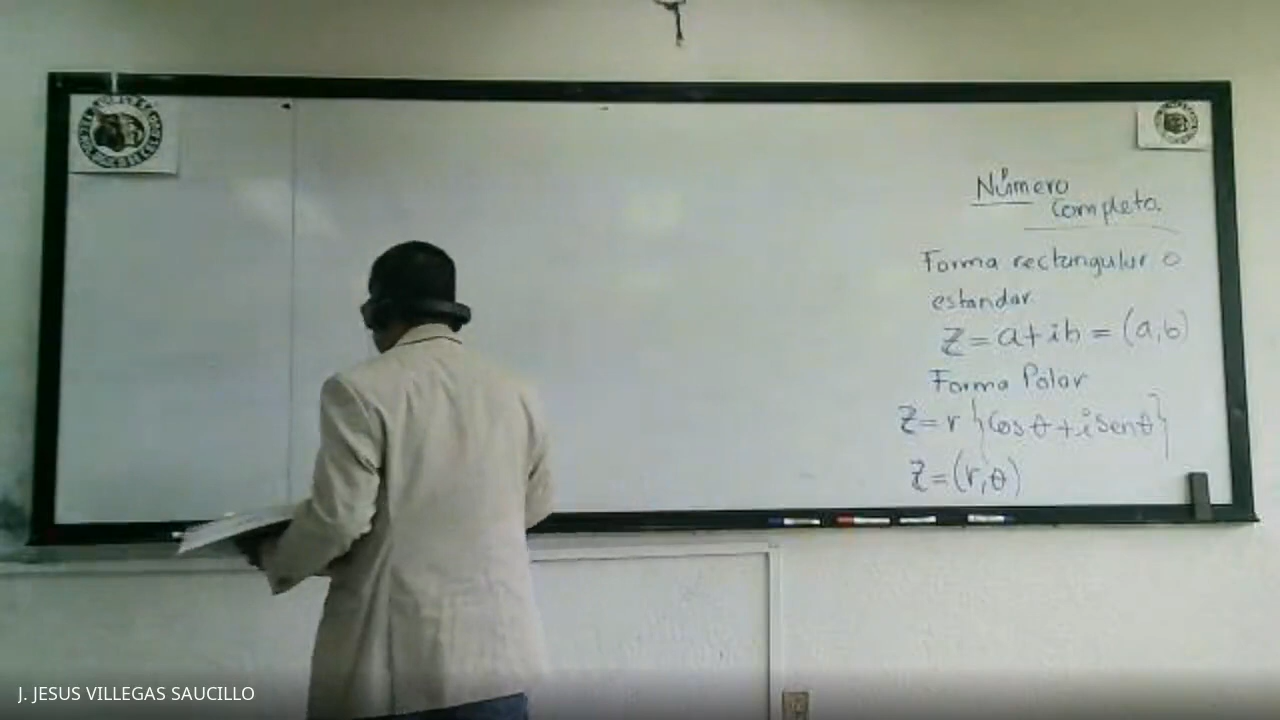 Número
Completo.
Forma rectangular o
estandar.
Z = a + ib = (a, b)
Forma Polar
Z = r {Cos θ + i Sen θ}
Z = (r, θ)
J. JESUS VILLEGAS SAUCILLO